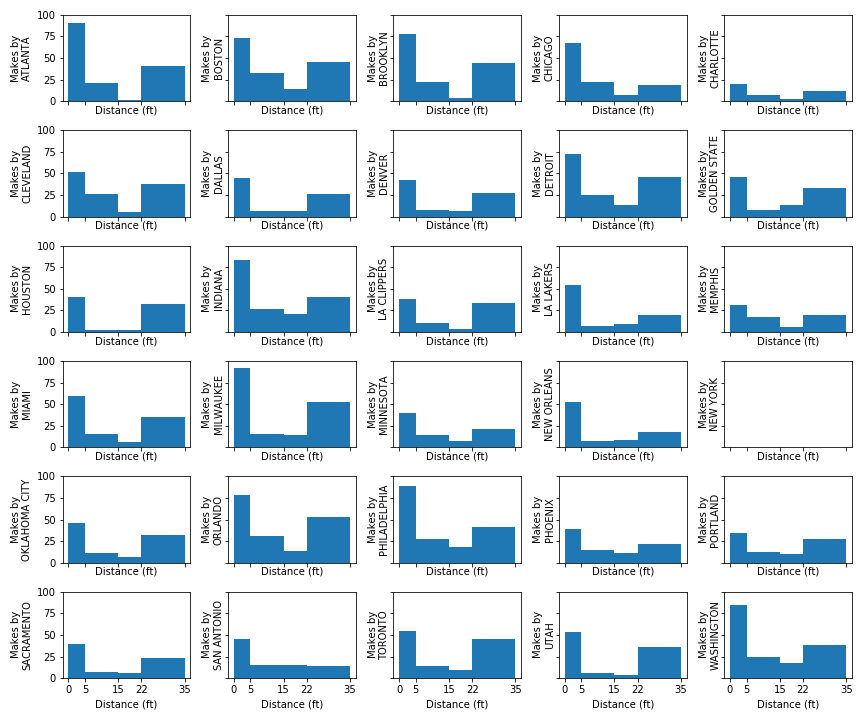 100
75
50
25
0
Makes by
ATLANTA
Distance (ft)
Makes by
BOSTON
Distance (ft)
Makes by
BROOKLYN
Distance (ft)
Makes by
CHICAGO
Distance (ft)
Makes by
CHARLOTTE
Distance (ft)
100
75
50
25
0
Makes by
CLEVELAND
Distance (ft)
Makes by
DALLAS
Distance (ft)
Makes by
DENVER
Distance (ft)
Makes by
DETROIT
Distance (ft)
Makes by
GOLDEN STATE
Distance (ft)
100
75
50
25
0
Makes by
HOUSTON
Distance (ft)
Makes by
INDIANA
Distance (ft)
Makes by
LA CLIPPERS
Distance (ft)
Makes by
LA LAKERS
Distance (ft)
Makes by
MEMPHIS
Distance (ft)
100
75
50
25
0
Makes by
MIAMI
Distance (ft)
Makes by
MILWAUKEE
Distance (ft)
Makes by
MINNESOTA
Distance (ft)
Makes by
NEW ORLEANS
Distance (ft)
Makes by
NEW YORK
Distance (ft)
100
75
50
25
0
Makes by
OKLAHOMA CITY
Distance (ft)
Makes by
ORLANDO
Distance (ft)
Makes by
PHILADELPHIA
Distance (ft)
Makes by
PHOENIX
Distance (ft)
Makes by
PORTLAND
Distance (ft)
100
75
50
25
0
Makes by
SACRAMENTO
0 5 15 22 35
Distance (ft)
Makes by
SAN ANTONIO
0 5 15 22 35
Distance (ft)
Makes by
TORONTO
0 5 15 22 35
Distance (ft)
Makes by
UTAH
0 5 15 22 35
Distance (ft)
Makes by
WASHINGTON
0 5 15 22 35
Distance (ft)